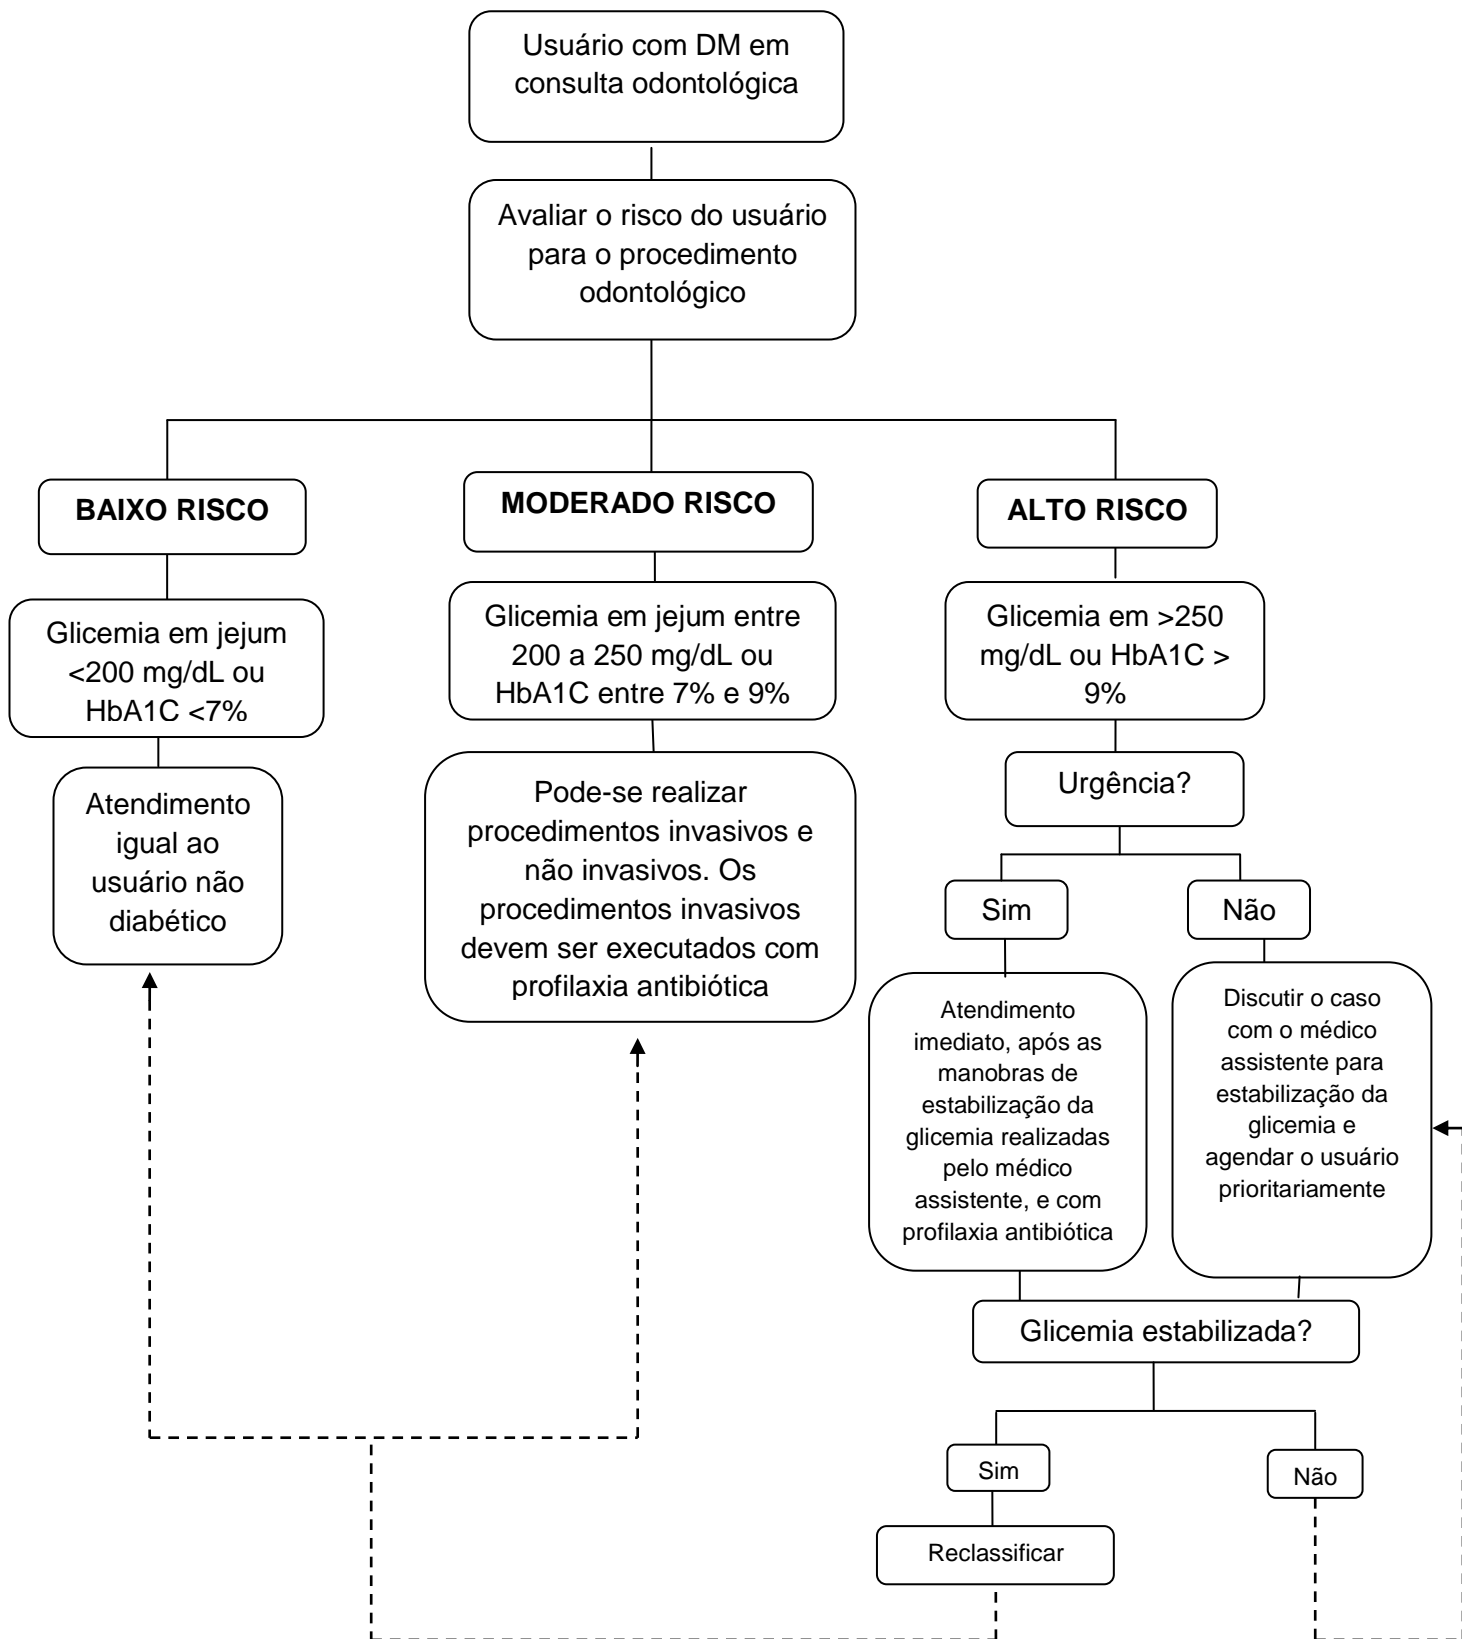 Usuário com DM em
consulta odontológica
Avaliar o risco do usuário
para o procedimento
odontológico
BAIXO RISCO
MODERADO RISCO
ALTO RISCO
Glicemia em jejum
<200 mg/dL ou
HbA1C <7%
Glicemia em jejum entre
200 a 250 mg/dL ou
HbA1C entre 7% e 9%
Glicemia em >250
mg/dL ou HbA1C >
9%
Atendimento
igual ao
usuário não
diabético
Pode-se realizar
procedimentos invasivos e
não invasivos. Os
procedimentos invasivos
devem ser executados com
profilaxia antibiótica
Urgência?
Sim
Não
Atendimento
imediato, após as
manobras de
estabilização da
glicemia realizadas
pelo médico
assistente, e com
profilaxia antibiótica
Discutir o caso
com o médico
assistente para
estabilização da
glicemia e
agendar o usuário
prioritariamente
Glicemia estabilizada?
Sim
Não
Reclassificar